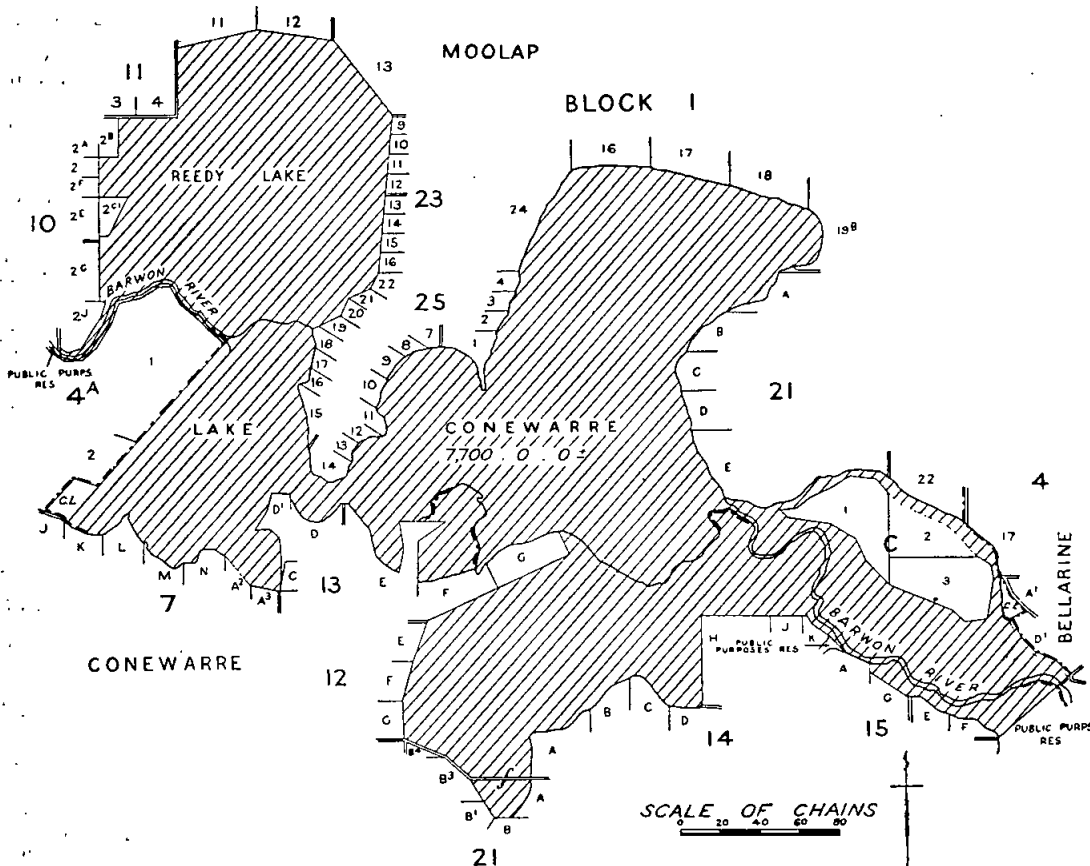 11
12
13
MOOLAP
11
3
4
BLOCK 1
2A
2B
9
10
16
17
2
11
REEDY LAKE
12
18
2F
23
24
13
10
2E
2C1
14
19B
15
2G
16
4
A
BARWON
RIVER
22
3
25
21
2
B
2J
20
19
7
1
18
8
1
17
9
C
PUBLIC PURPS
RES
4A
16
10
21
D
15
11
LAKE
CONEWARRE
12
7,700 . 0 . 0 ±
13
2
14
E
22
4
G.L
1
D1
2
17
J
D
C
K
L
G
3
C
E
A1
M
N
A2
13
F
7
A3
D1
BELLARINE
E
H
PUBLIC
PURPOSES RES
J
K
BARWON
RIVER
CONEWARRE
12
F
A
B
C
G
E
F
G
D
14
15
PUBLIC PURPS
RES
A
B4
B3
A
B1
B
SCALE OF CHAINS
0 20 40 60 80
21